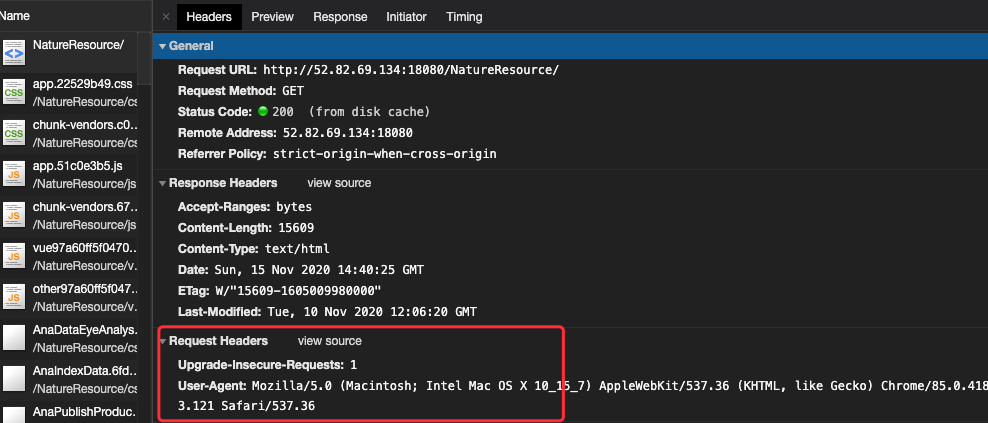 Name
NatureResource/
app.22529b49.css
/NatureResource/cs
chunk-vendors.c0...
/NatureResource/cs
app.51c0e3b5.js
/NatureResource/js
chunk-vendors.67...
/NatureResource/js
vue97a60ff5f0470...
/NatureResource/v...
other97a60ff5f047...
/NatureResource/v...
AnaDataEyeAnalys...
/NatureResource/cs
AnaIndexData.6fd...
/NatureResource/cs
AnaPublishProduc...
× Headers Preview Response Initiator Timing
▼ General
Request URL: http://52.82.69.134:18080/NatureResource/
Request Method: GET
Status Code: 200 (from disk cache)
Remote Address: 52.82.69.134:18080
Referrer Policy: strict-origin-when-cross-origin
▼ Response Headers view source
Accept-Ranges: bytes
Content-Length: 15609
Content-Type: text/html
Date: Sun, 15 Nov 2020 14:40:25 GMT
ETag: W/"15609-1605009980000"
Last-Modified: Tue, 10 Nov 2020 12:06:20 GMT
▼ Request Headers view source
Upgrade-Insecure-Requests: 1
User-Agent: Mozilla/5.0 (Macintosh; Intel Mac OS X 10_15_7) AppleWebKit/537.36 (KHTML, like Gecko) Chrome/85.0.418
3.121 Safari/537.36